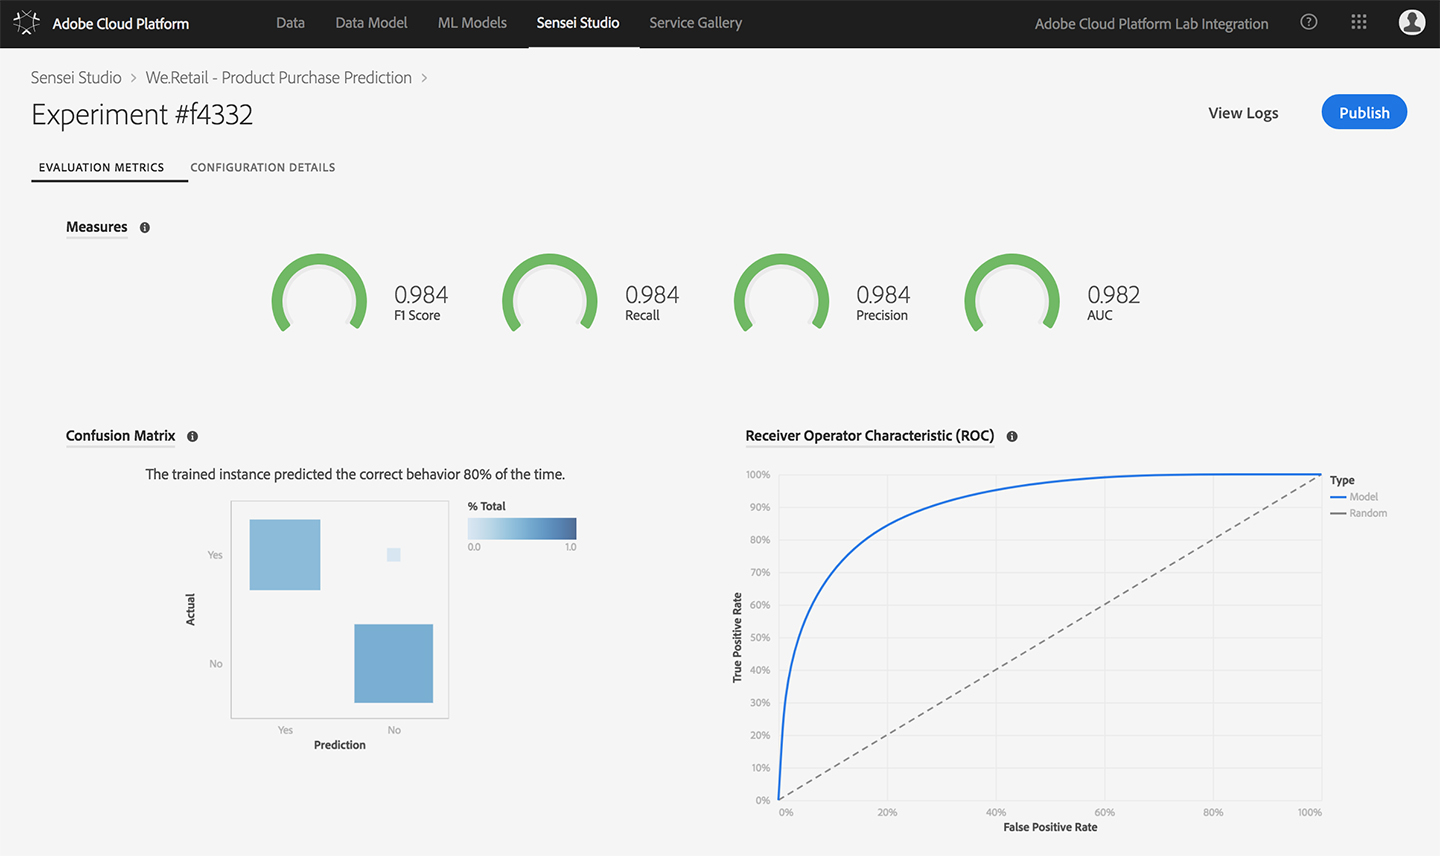 Adobe Cloud Platform Data Data Model ML Models Sensei Studio Service Gallery Adobe Cloud Platform Lab Integration ?
Sensei Studio > We.Retail - Product Purchase Prediction >
Experiment #f4332
View Logs Publish
EVALUATION METRICS CONFIGURATION DETAILS
Measures
0.984
F1 Score
0.984
Recall
0.984
Precision
0.982
AUC
Confusion Matrix
The trained instance predicted the correct behavior 80% of the time.
% Total
0.0 1.0
Actual
Yes
No
Yes No
Prediction
Receiver Operator Characteristic (ROC)
True Positive Rate
100%
90%
80%
70%
60%
50%
40%
30%
20%
10%
0%
0% 20% 40% 60% 80% 100%
False Positive Rate
Type
Model
Random